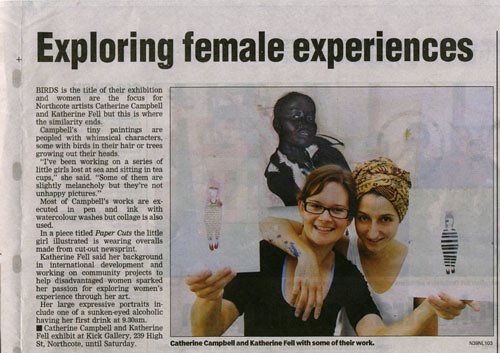 Exploring female experiences
BIRDS is the title of their exhibition
and women are the focus for
Northcote artists Catherine Campbell
and Katherine Fell but this is where
the similarity ends.
Campbell's tiny paintings are
peopled with whimsical characters,
some with birds in their hair or trees
growing out their heads.
"I've been working on a series of
little girls lost at sea and sitting in tea
cups," she said. "Some of them are
slightly melancholy but they're not
unhappy pictures."
Most of Campbell's works are
executed in pen and ink with
watercolour washes but collage is also
used.
In a piece titled Paper Cuts the little
girl illustrated is wearing overalls
made from cut-out newsprint.
Katherine Fell said her background
in international development and
working on community projects to
help disadvantaged women sparked
her passion for exploring women's
experience through her art.
Her large expressive portraits in-
clude one of a sunken-eyed alcoholic
having her first drink at 9.30am.
■ Catherine Campbell and Katherine
Fell exhibit at Kick Gallery, 239 High
St, Northcote, until Saturday.
Catherine Campbell and Katherine Fell with some of their work.